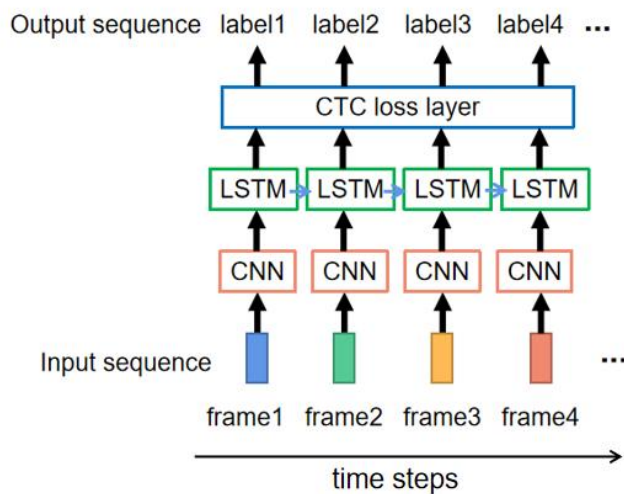 Output sequence label1 label2 label3 label4 ...
CTC loss layer
LSTM LSTM LSTM LSTM
CNN CNN CNN CNN
Input sequence ...
frame1 frame2 frame3 frame4
time steps